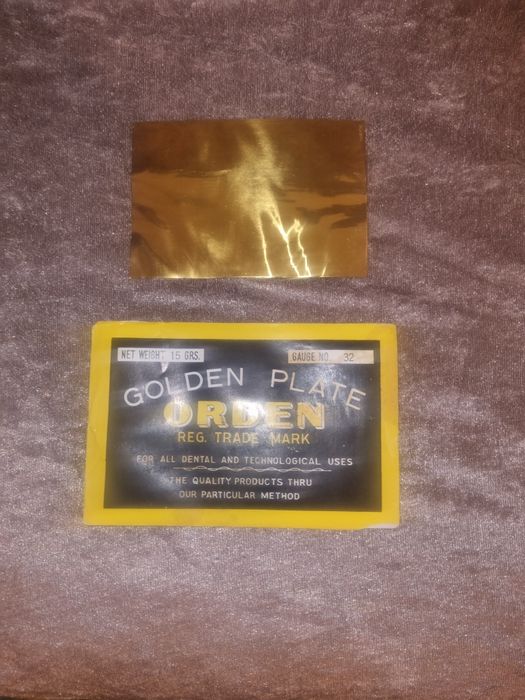 NET WEIGHT 15 GRS.
GAUGE NO. 32
GOLDEN PLATE
ORDEN
REG. TRADE MARK
FOR ALL DENTAL AND TECHNOLOGICAL USES
THE QUALITY PRODUCTS THRU
OUR PARTICULAR METHOD